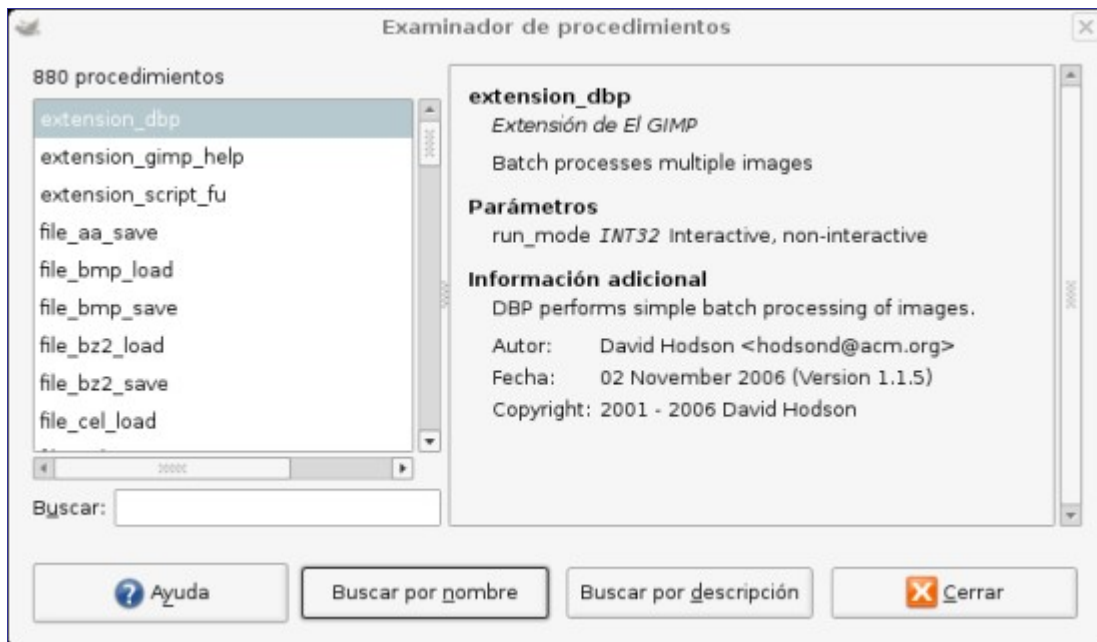 Examinador de procedimientos
880 procedimientos
extension_dbp
extension_gimp_help
extension_script_fu
file_aa_save
file_bmp_load
file_bmp_save
file_bz2_load
file_bz2_save
file_cel_load
Buscar:
extension_dbp
Extensión de El GIMP
Batch processes multiple images
Parámetros
run_mode INT32 Interactive, non-interactive
Información adicional
DBP performs simple batch processing of images.
Autor: David Hodson <hodsond@acm.org>
Fecha: 02 November 2006 (Version 1.1.5)
Copyright: 2001 - 2006 David Hodson
Ayuda
Buscar por nombre
Buscar por descripción
Cerrar